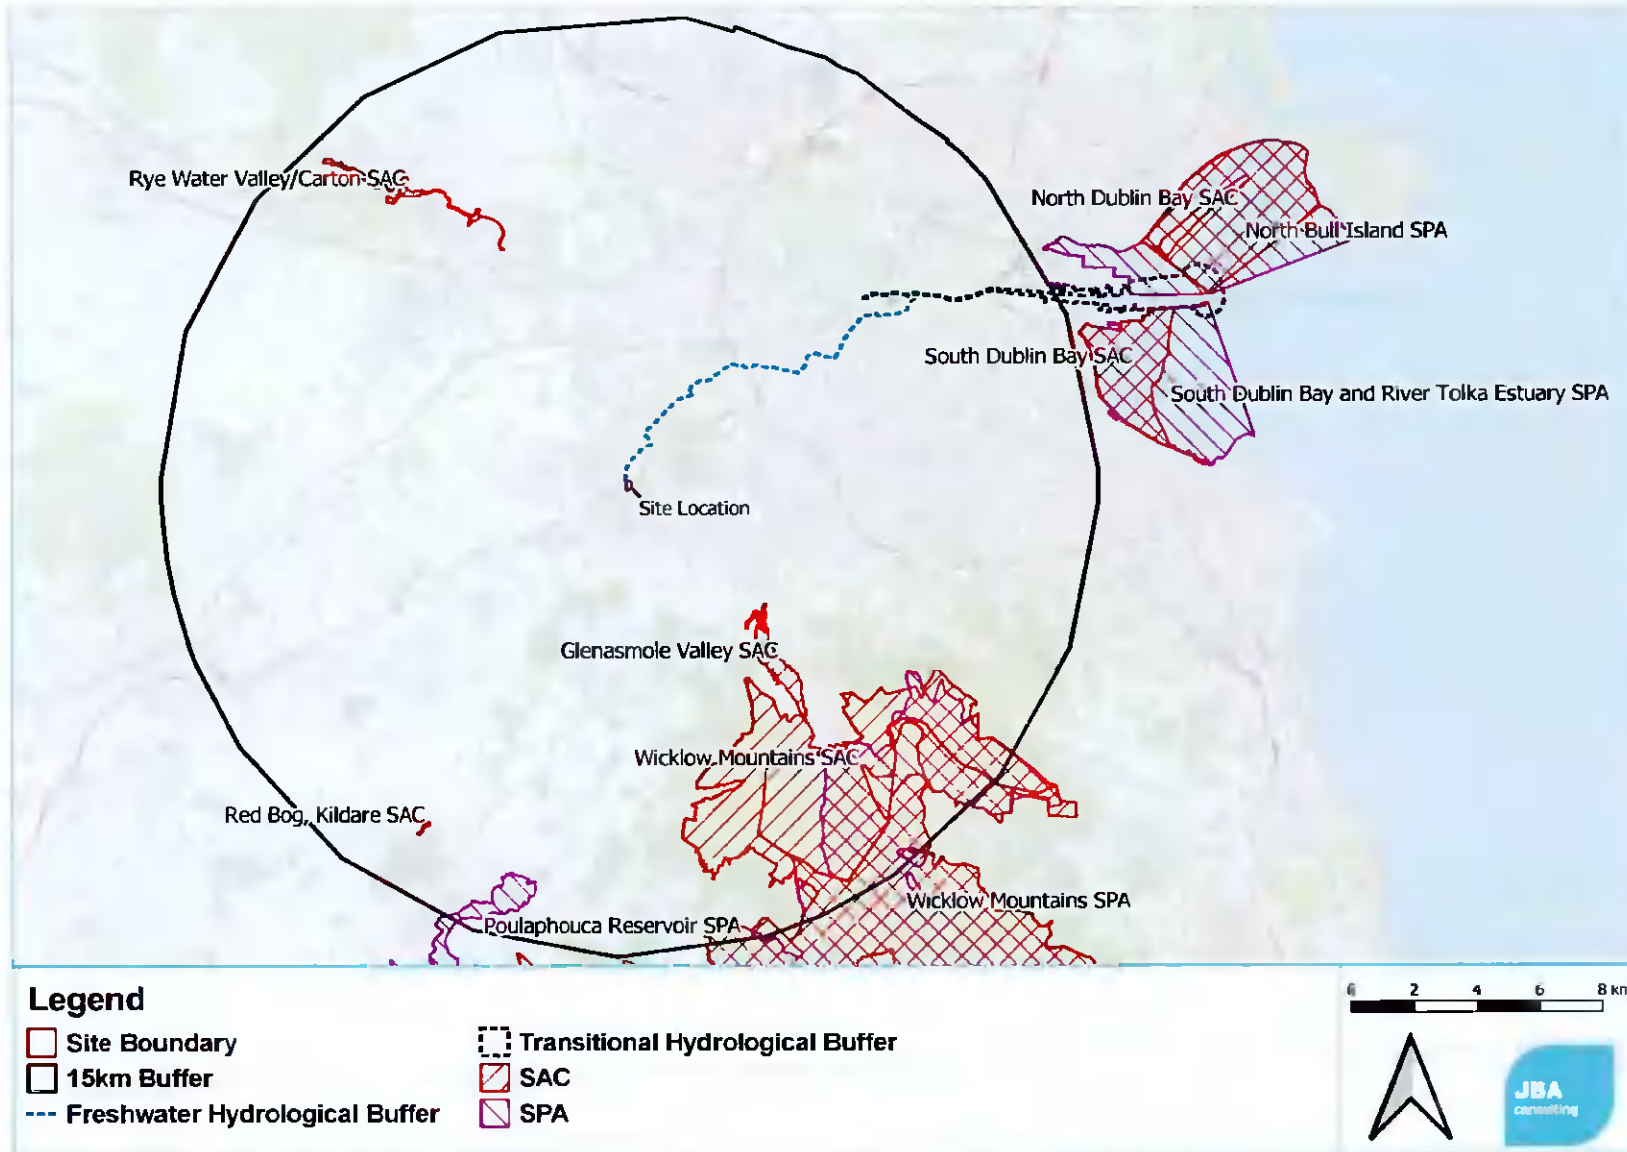 Rye Water Valley/Carton SAC
North Dublin Bay SAC
North Bull Island SPA
South Dublin Bay SAC
South Dublin Bay and River Tolka Estuary SPA
Site Location
Glenasmole Valley SAC
Wicklow Mountains SAC
Red Bog, Kildare SAC
Wicklow Mountains SPA
Poulaphouca Reservoir SPA
Legend
Site Boundary
15km Buffer
Freshwater Hydrological Buffer
Transitional Hydrological Buffer
SAC
SPA
0 2 4 6 8 km
JBA
consulting